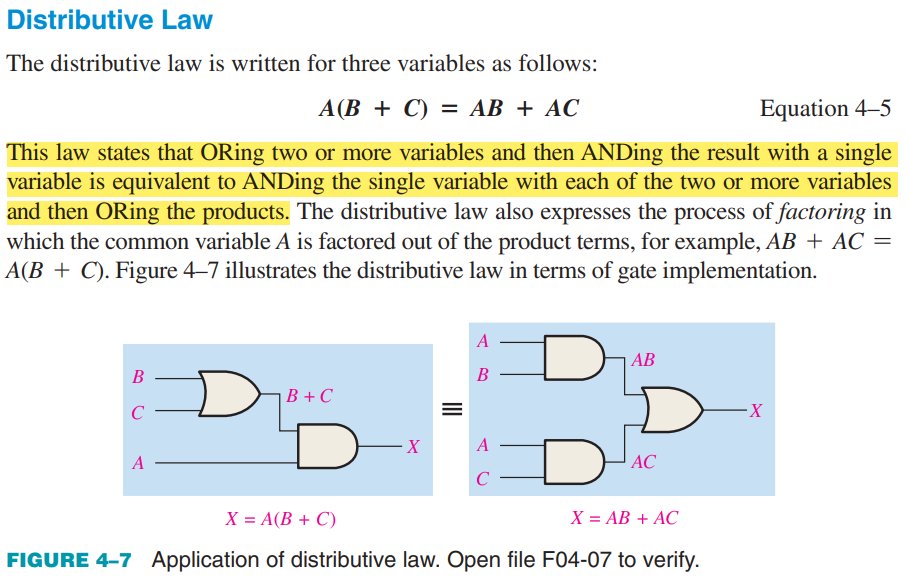 Distributive Law
The distributive law is written for three variables as follows:
A(B + C) = AB + AC Equation 4–5
This law states that ORing two or more variables and then ANDing the result with a single
variable is equivalent to ANDing the single variable with each of the two or more variables
and then ORing the products. The distributive law also expresses the process of factoring in
which the common variable A is factored out of the product terms, for example, AB + AC =
A(B + C). Figure 4–7 illustrates the distributive law in terms of gate implementation.
B
C
B + C
A
X
X = A(B + C)
≡
A
B
AB
X
A
AC
C
X = AB + AC
FIGURE 4–7 Application of distributive law. Open file F04-07 to verify.